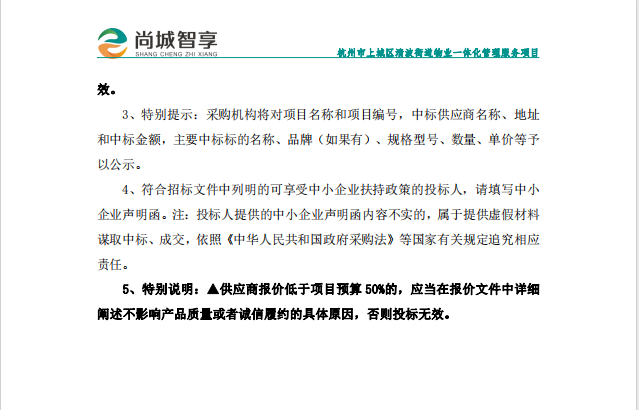 尚城智享
SHANG CHENG ZHI XIANG
杭州市上城区清波街道物业一体化管理服务项目
效。
3、特别提示：采购机构将对项目名称和项目编号，中标供应商名称、地址
和中标金额，主要中标标的名称、品牌（如果有）、规格型号、数量、单价等予
以公示。
4、符合招标文件中列明的可享受中小企业扶持政策的投标人，请填写中小
企业声明函。注：投标人提供的中小企业声明函内容不实的，属于提供虚假材料
谋取中标、成交，依照《中华人民共和国政府采购法》等国家有关规定追究相应
责任。
5、特别说明：▲供应商报价低于项目预算 50%的，应当在报价文件中详细
阐述不影响产品质量或者诚信履约的具体原因，否则投标无效。